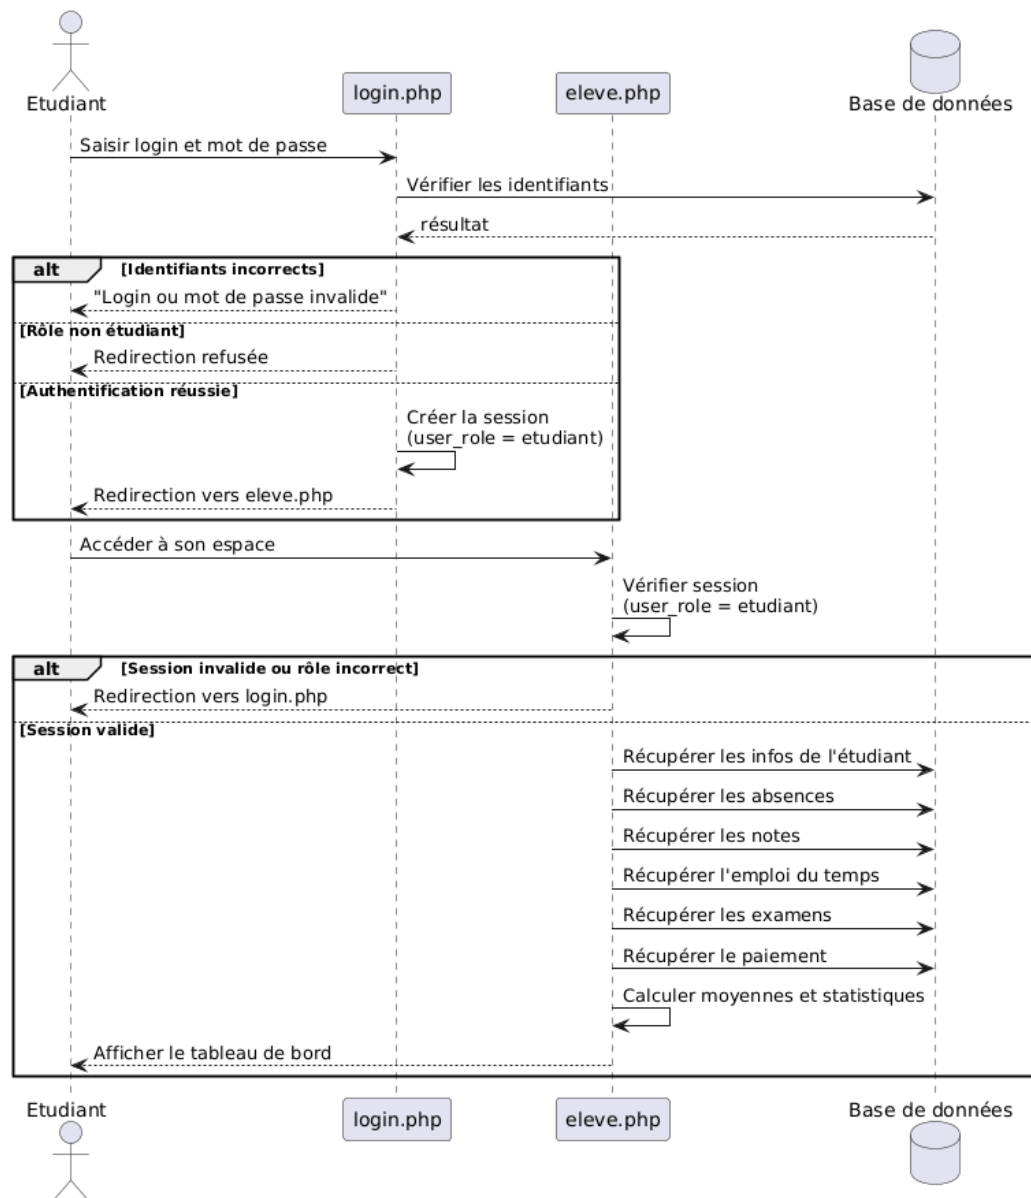 Etudiant
login.php
eleve.php
Base de données
Saisir login et mot de passe
Vérifier les identifiants
résultat
alt [Identifiants incorrects]
"Login ou mot de passe invalide"
[Rôle non étudiant]
Redirection refusée
[Authentification réussie]
Créer la session
(user_role = etudiant)
Redirection vers eleve.php
Accéder à son espace
Vérifier session
(user_role = etudiant)
alt [Session invalide ou rôle incorrect]
Redirection vers login.php
[Session valide]
Récupérer les infos de l'étudiant
Récupérer les absences
Récupérer les notes
Récupérer l'emploi du temps
Récupérer les examens
Récupérer le paiement
Calculer moyennes et statistiques
Afficher le tableau de bord
Etudiant
login.php
eleve.php
Base de données